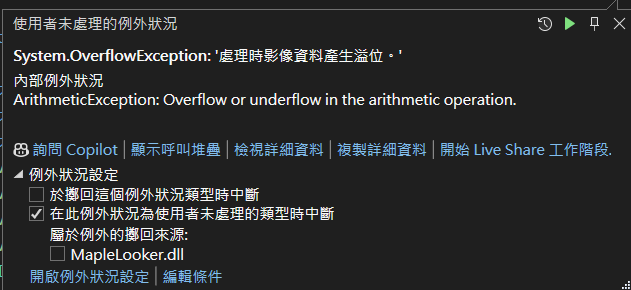 使用者未處理的例外狀況
System.OverflowException: '處理時影像資料產生溢位。'
內部例外狀況
ArithmeticException: Overflow or underflow in the arithmetic operation.
詢問 Copilot | 顯示呼叫堆疊 | 檢視詳細資料 | 複製詳細資料 | 開始 Live Share 工作階段.
例外狀況設定
於擲回這個例外狀況類型時中斷
在此例外狀況為使用者未處理的類型時中斷
屬於例外的擲回來源:
MapleLooker.dll
開啟例外狀況設定 | 編輯條件